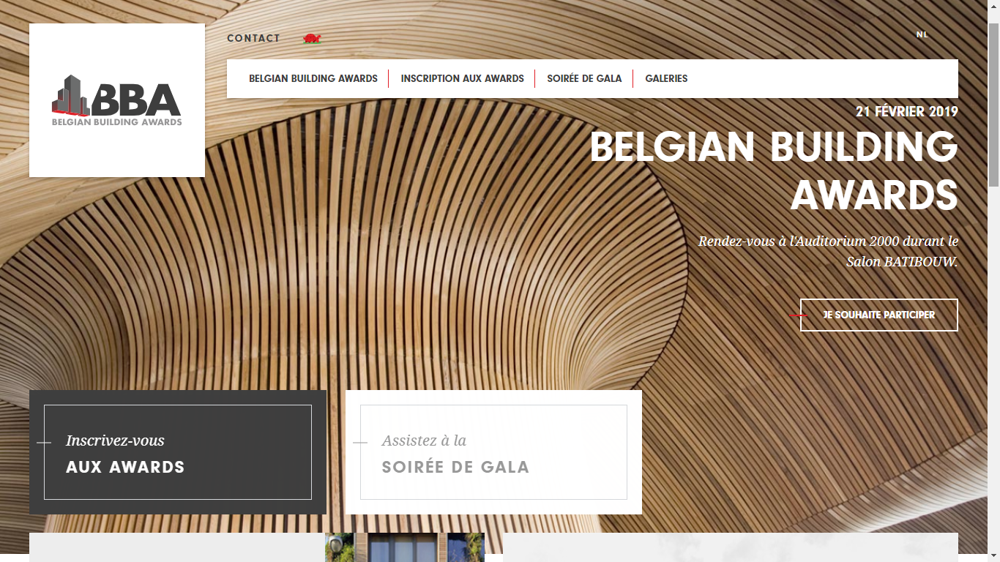 CONTACT
NL
BBA
BELGIAN BUILDING AWARDS
BELGIAN BUILDING AWARDS
INSCRIPTION AUX AWARDS
SOIRÉE DE GALA
GALERIES
21 FÉVRIER 2019
BELGIAN BUILDING
AWARDS
Rendez-vous à l'Auditorium 2000 durant le
Salon BATIBOUW.
JE SOUHAITE PARTICIPER
Inscrivez-vous
AUX AWARDS
Assistez à la
SOIRÉE DE GALA